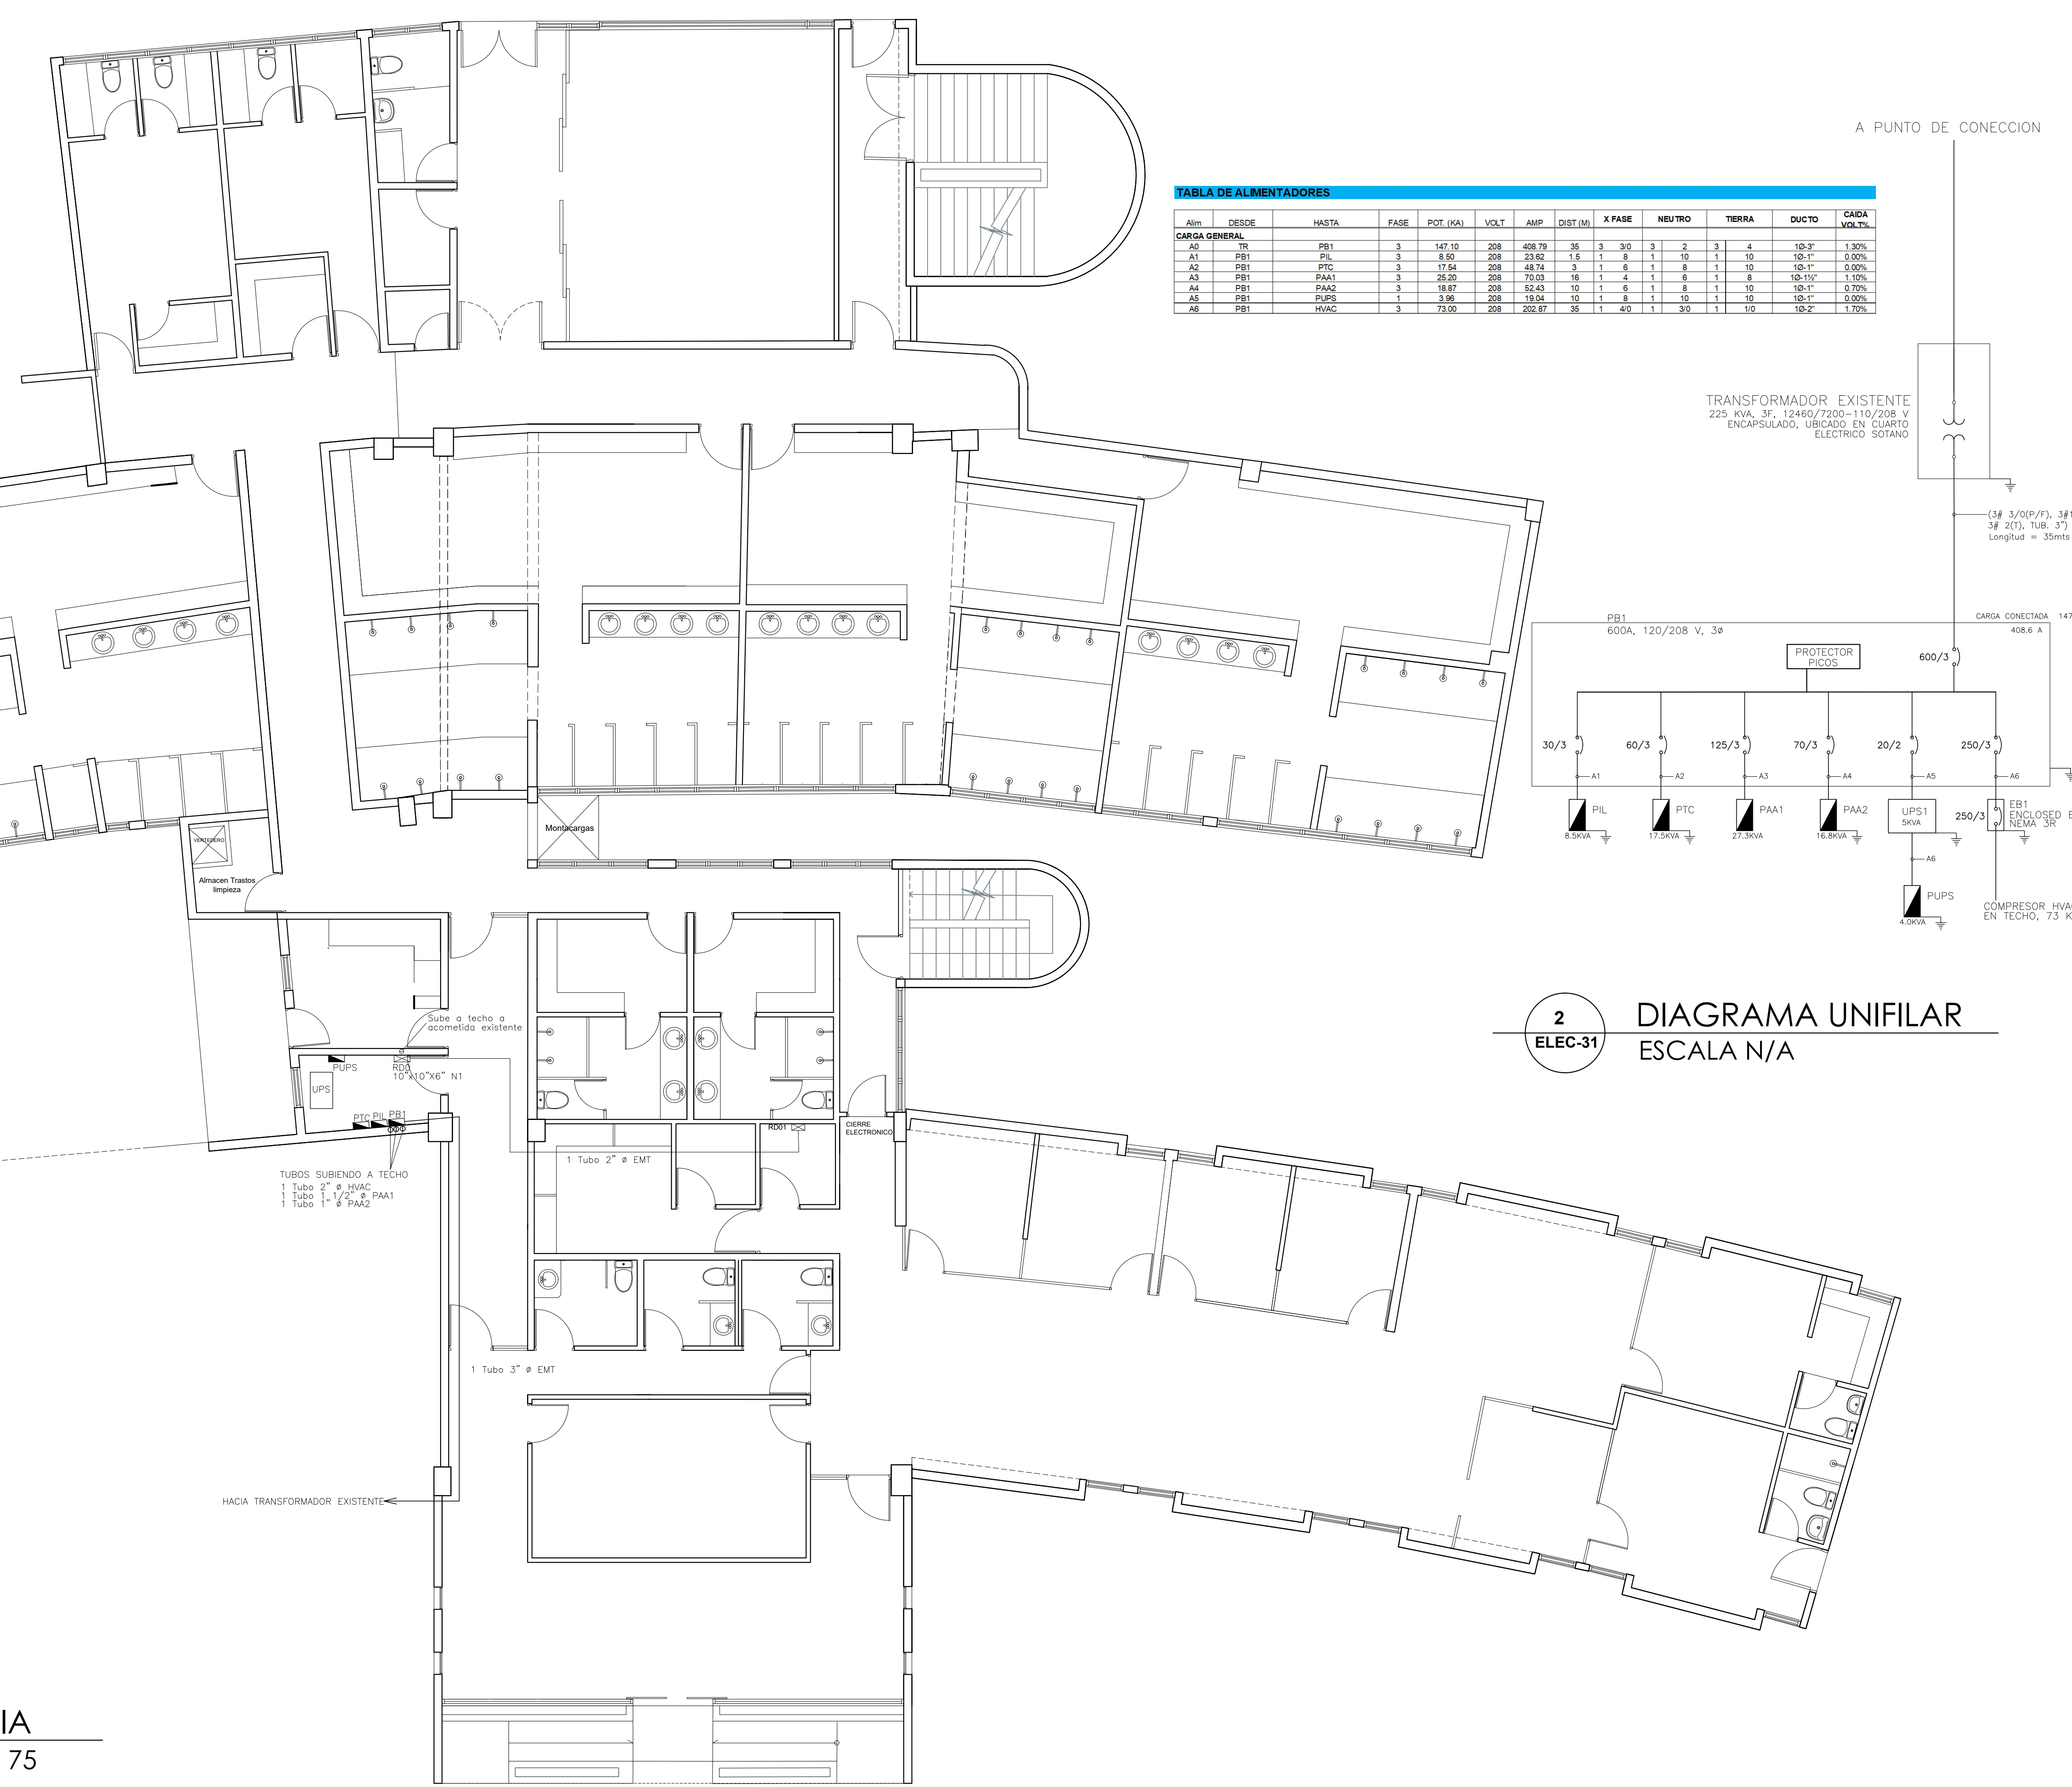 A PUNTO DE CONECCION
TABLA DE ALIMENTADORES
Alim DESDE HASTA FASE POT. (KA) VOLT AMP DIST (M) X FASE NEUTRO TIERRA DUCTO CAIDA VOLT%
CARGA GENERAL
A0 TR PB1 3 147.10 208 408.79 35 3 3/0 3 2 3 4 1Ø-3" 1.30%
A1 PB1 PIL 3 8.50 208 23.62 1.5 1 8 1 10 1 10 1Ø-1" 0.00%
A2 PB1 PTC 3 17.54 208 48.74 3 1 6 1 8 1 10 1Ø-1" 0.00%
A3 PB1 PAA1 3 25.20 208 70.03 16 1 4 1 6 1 8 1Ø-1½" 1.10%
A4 PB1 PAA2 3 18.87 208 52.43 10 1 6 1 8 1 10 1Ø-1" 0.70%
A5 PB1 PUPS 1 3.96 208 19.04 10 1 8 1 10 1 10 1Ø-1" 0.00%
A6 PB1 HVAC 3 73.00 208 202.87 35 1 4/0 1 3/0 1 1/0 1Ø-2" 1.70%
TRANSFORMADOR EXISTENTE
225 KVA, 3F, 12460/7200-110/208 V
ENCAPSULADO, UBICADO EN CUARTO
ELECTRICO SOTANO
(3# 3/0(P/F), 3#1
3# 2(T), TUB. 3")
Longitud = 35mts
PB1
600A, 120/208 V, 3ø
CARGA CONECTADA 147
408.6 A
PROTECTOR
PICOS
600/3
30/3
60/3
125/3
70/3
20/2
250/3
A1
A2
A3
A4
A5
A6
PIL
8.5KVA
PTC
17.5KVA
PAA1
27.3KVA
PAA2
16.8KVA
UPS1
5KVA
250/3
EB1
ENCLOSED B
NEMA 3R
A6
PUPS
4.0KVA
COMPRESOR HVAC
EN TECHO, 73 K
2
ELEC-31
DIAGRAMA UNIFILAR
ESCALA N/A
Montacargas
VERTEDERO
Almacen Trastos
limpieza
Sube a techo a
acometida existente
PUPS
RD0
10"x10"X6" N1
UPS
PTC PIL PB1
TUBOS SUBIENDO A TECHO
1 Tubo 2" ø HVAC
1 Tubo 1 1/2" ø PAA1
1 Tubo 1" ø PAA2
RD01
CIERRE
ELECTRONICO
1 Tubo 2" ø EMT
1 Tubo 3" ø EMT
HACIA TRANSFORMADOR EXISTENTE
IA
75